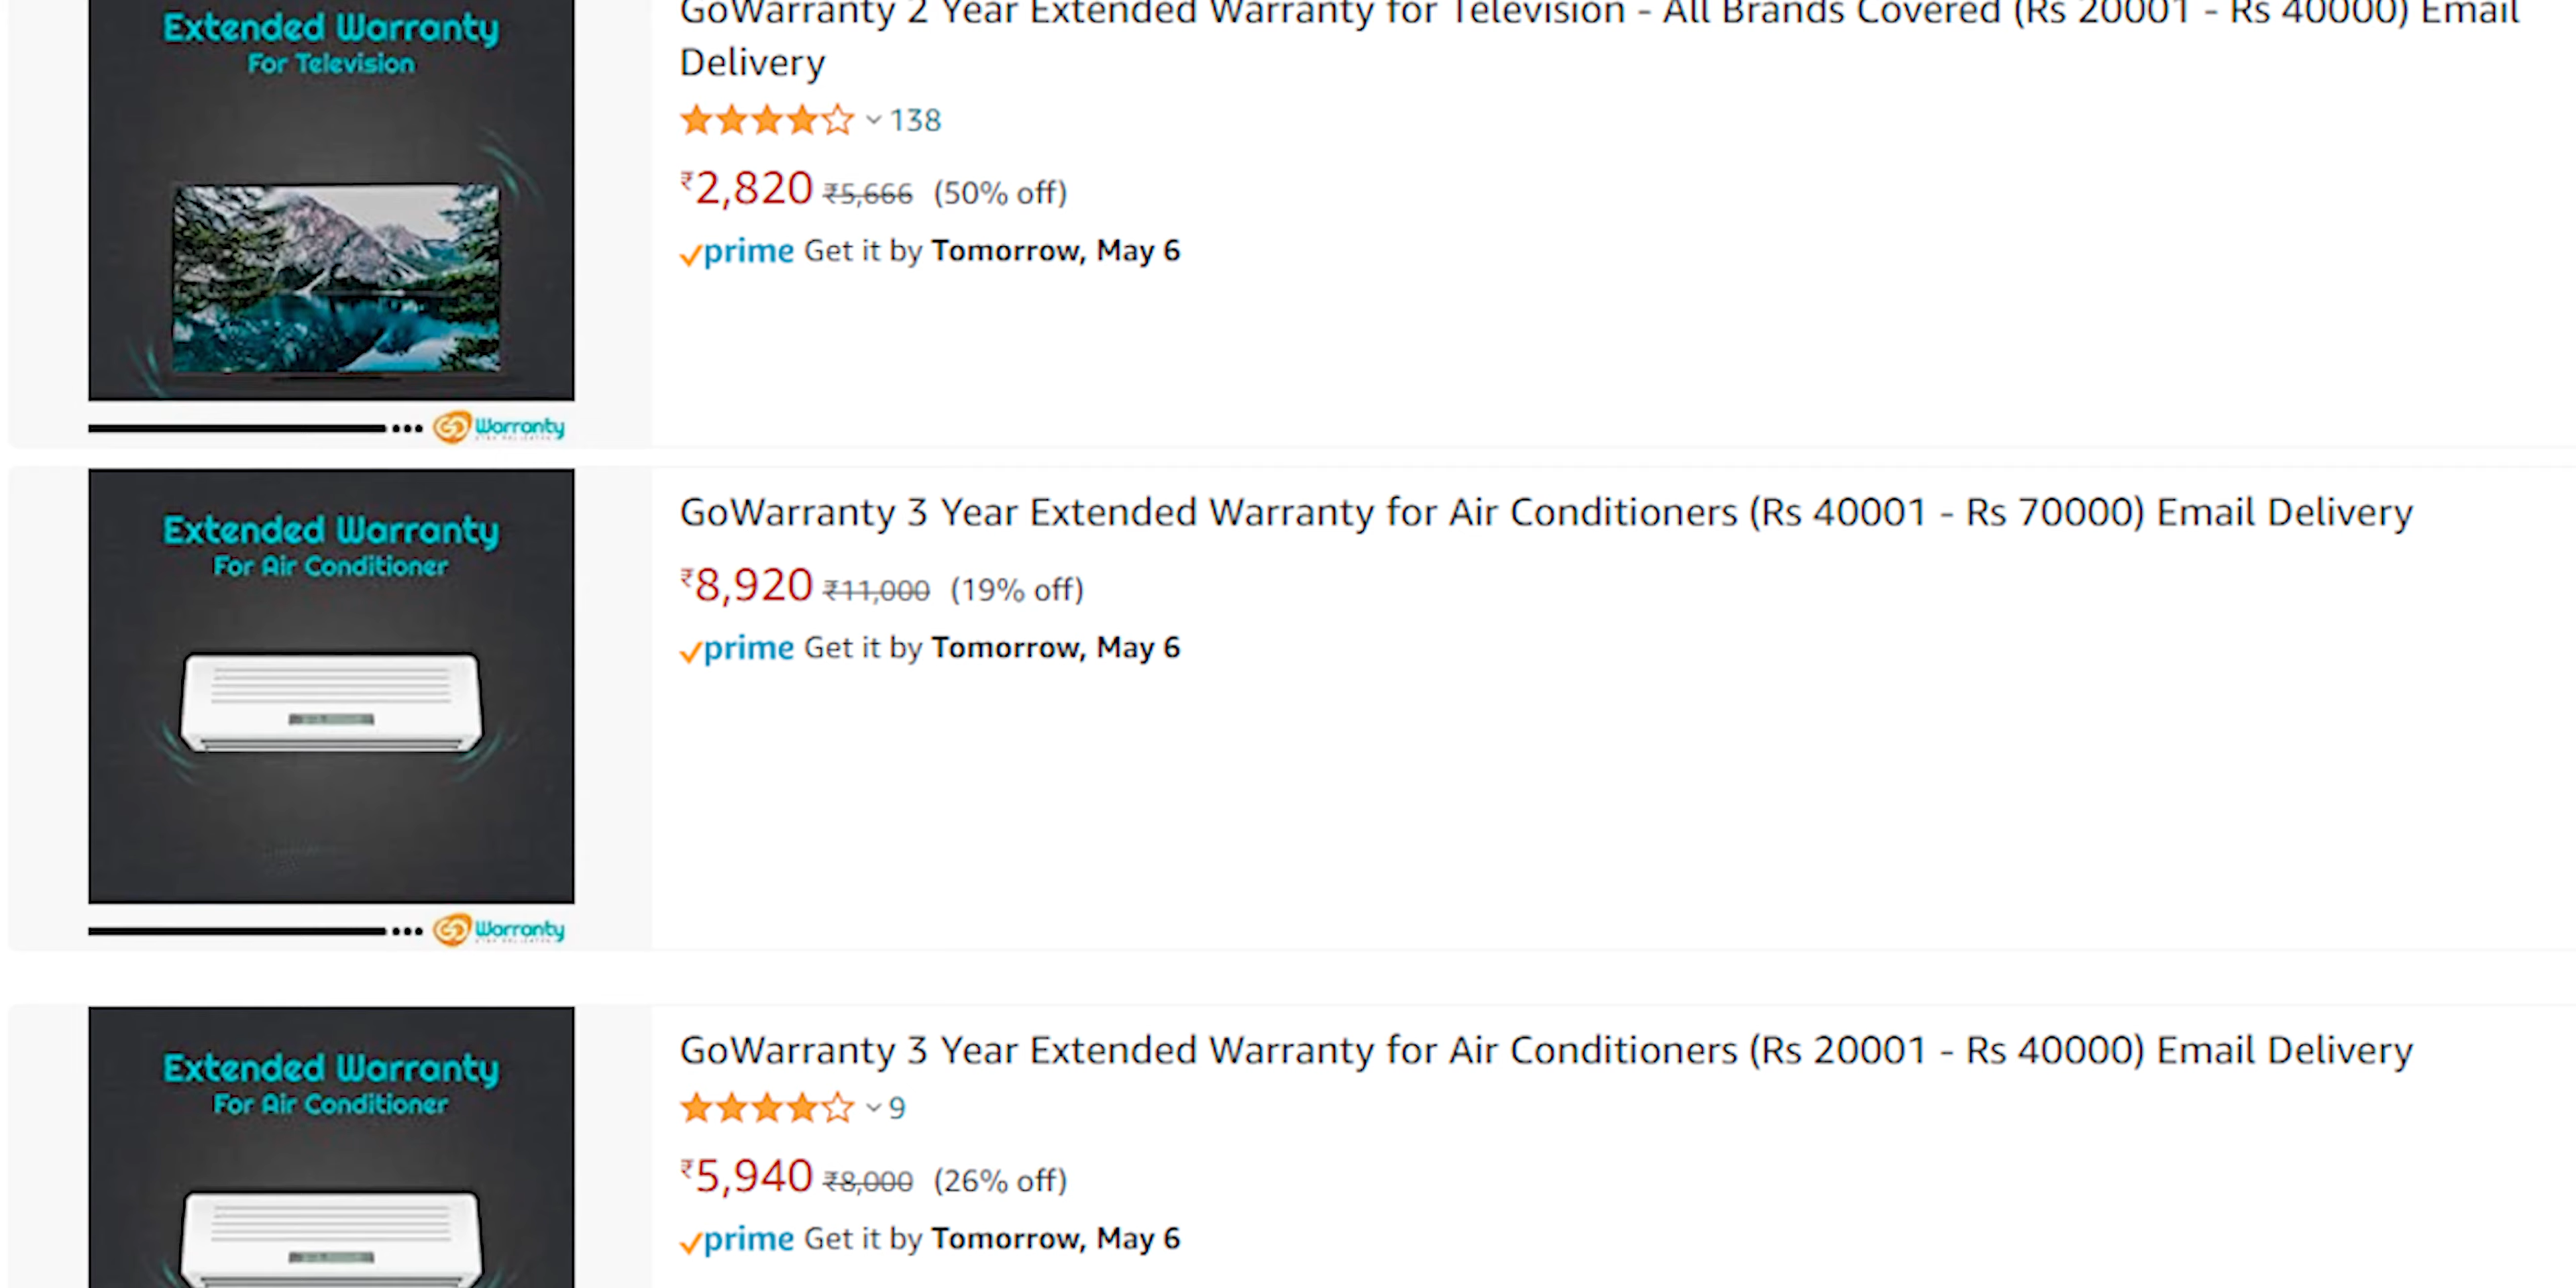 Extended Warranty
For Television
Warranty
GoWarranty 2 Year Extended Warranty for Television - All Brands Covered (Rs 20001 - Rs 40000) Email
Delivery
138
₹2,820 ₹5,666 (50% off)
prime Get it by Tomorrow, May 6
Extended Warranty
For Air Conditioner
Warranty
GoWarranty 3 Year Extended Warranty for Air Conditioners (Rs 40001 - Rs 70000) Email Delivery
₹8,920 ₹11,000 (19% off)
prime Get it by Tomorrow, May 6
Extended Warranty
For Air Conditioner
GoWarranty 3 Year Extended Warranty for Air Conditioners (Rs 20001 - Rs 40000) Email Delivery
9
₹5,940 ₹8,000 (26% off)
prime Get it by Tomorrow, May 6